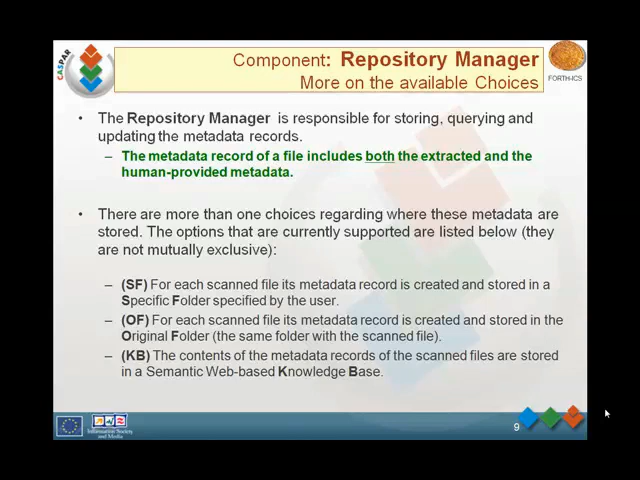 CASPAR
Component: Repository Manager
More on the available Choices
FORTH-ICS
• The Repository Manager is responsible for storing, querying and
updating the metadata records.
– The metadata record of a file includes both the extracted and the
human-provided metadata.
• There are more than one choices regarding where these metadata are
stored. The options that are currently supported are listed below (they
are not mutually exclusive):
– (SF) For each scanned file its metadata record is created and stored in a
Specific Folder specified by the user.
– (OF) For each scanned file its metadata record is created and stored in the
Original Folder (the same folder with the scanned file).
– (KB) The contents of the metadata records of the scanned files are stored
in a Semantic Web-based Knowledge Base.
Information Society
and Media
9